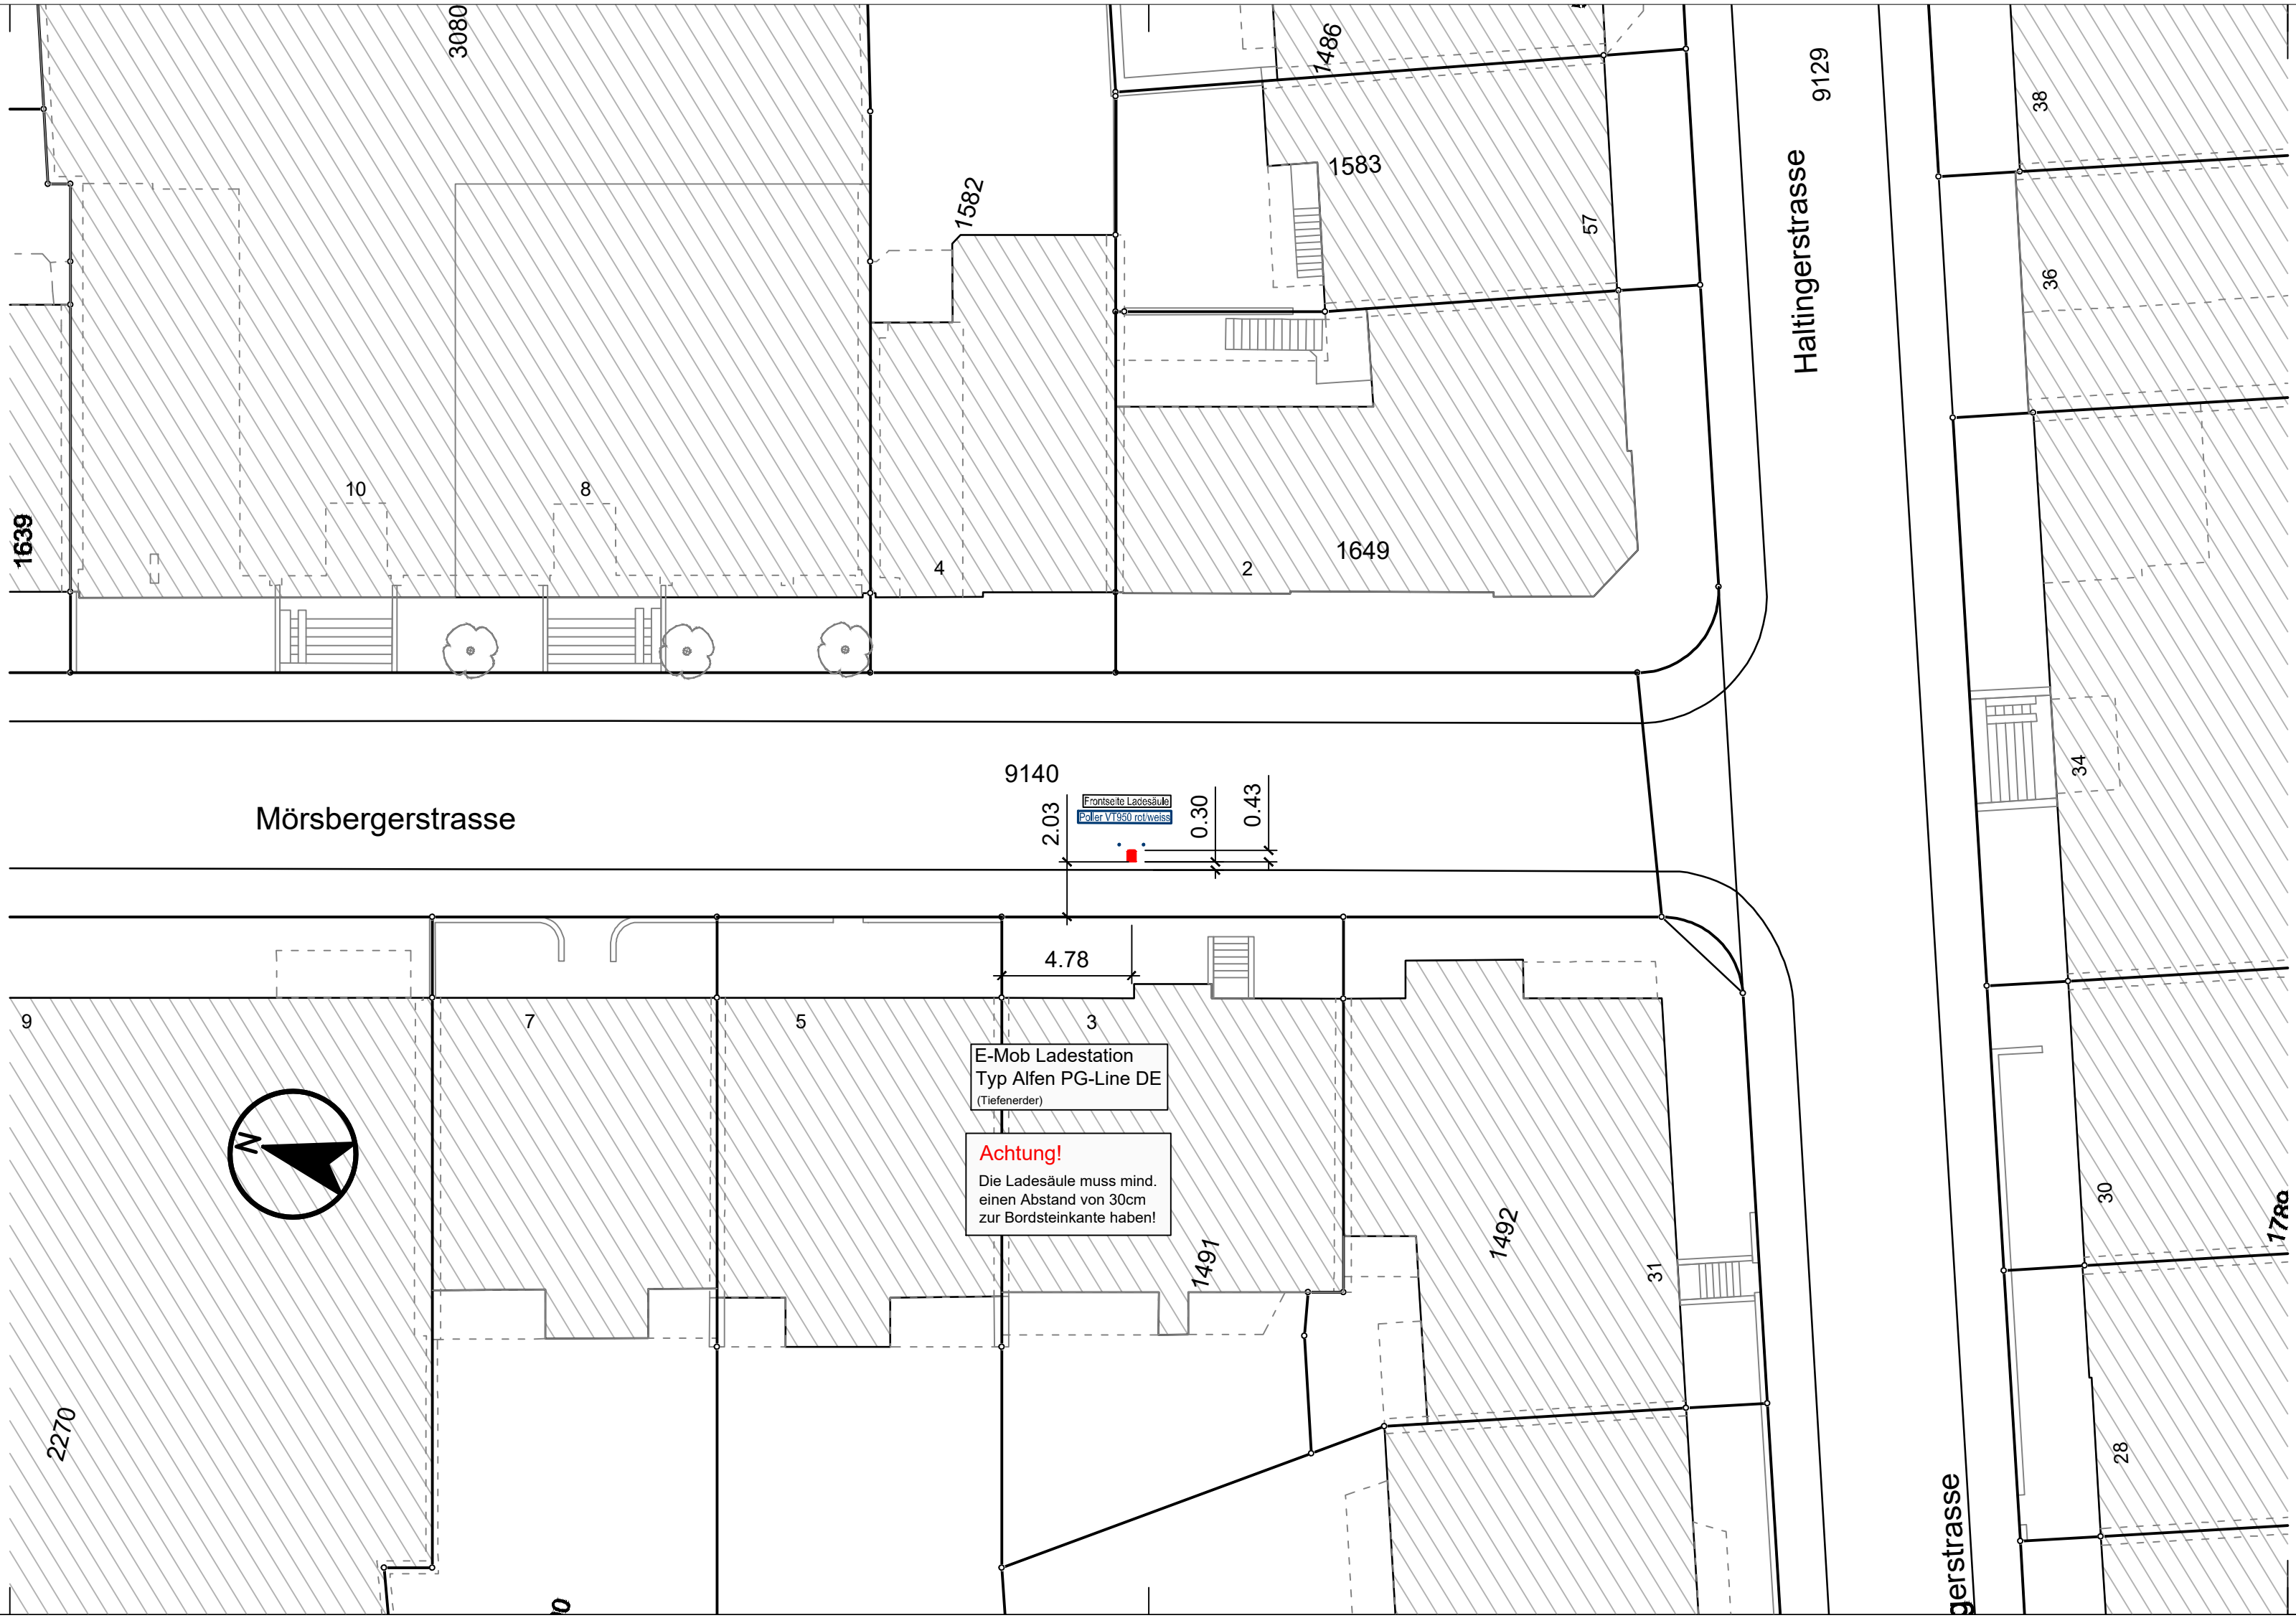 3080
1486
9129
38
1583
1582
57
Haltingerstrasse
36
10
8
1639
4
2
1649
34
9140
Mörsbergerstrasse
2.03
Frontseite Ladesäule
Poller VT950 rot/weiss
0.30
0.43
4.78
9
7
5
3
E-Mob Ladestation
Typ Alfen PG-Line DE
(Tiefenerder)
N
Achtung!
Die Ladesäule muss mind.
einen Abstand von 30cm
zur Bordsteinkante haben!
1491
1492
31
30
1789
2270
28
gerstrasse